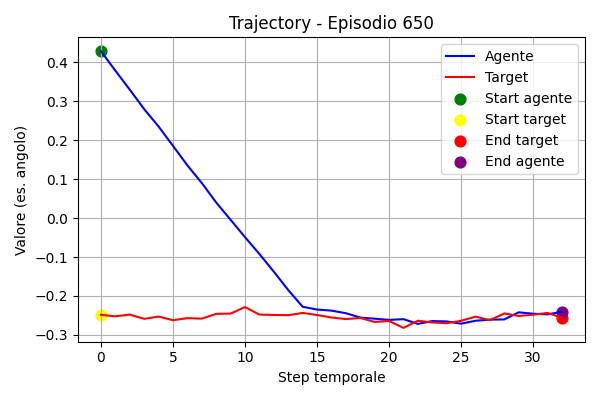 Trajectory - Episodio 650
Agente
Target
Start agente
Start target
End target
End agente
Valore (es. angolo)
0.4
0.3
0.2
0.1
0.0
−0.1
−0.2
−0.3
0 5 10 15 20 25 30
Step temporale